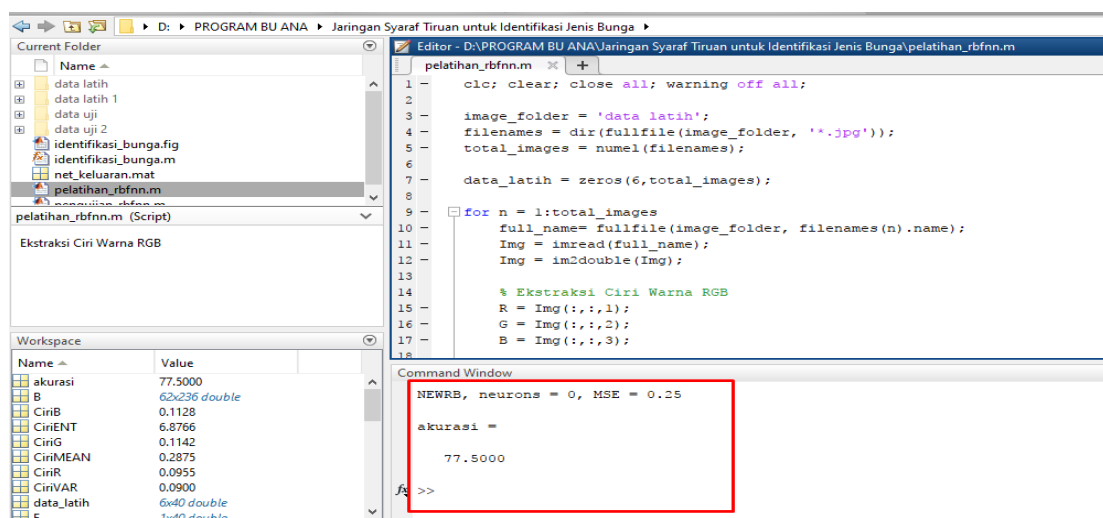 D: ▸ PROGRAM BU ANA ▸ Jaringan Syaraf Tiruan untuk Identifikasi Jenis Bunga ▸
Current Folder
Name
data latih
data latih 1
data uji
data uji 2
identifikasi_bunga.fig
identifikasi_bunga.m
net_keluaran.mat
pelatihan_rbfnn.m
pelatihan_rbfnn.m (Script)
Ekstraksi Ciri Warna RGB
Workspace
Name Value
akurasi 77.5000
B 62x236 double
CiriB 0.1128
CiriENT 6.8766
CiriG 0.1142
CiriMEAN 0.2875
CiriR 0.0955
CiriVAR 0.0900
data_latih 6x40 double
Editor - D:\PROGRAM BU ANA\Jaringan Syaraf Tiruan untuk Identifikasi Jenis Bunga\pelatihan_rbfnn.m
pelatihan_rbfnn.m × +
1 – clc; clear; close all; warning off all;
2
3 – image_folder = 'data latih';
4 – filenames = dir(fullfile(image_folder, '*.jpg'));
5 – total_images = numel(filenames);
6
7 – data_latih = zeros(6,total_images);
8
9 – for n = 1:total_images
10 – full_name= fullfile(image_folder, filenames(n).name);
11 – Img = imread(full_name);
12 – Img = im2double(Img);
13
14 % Ekstraksi Ciri Warna RGB
15 – R = Img(:,:,1);
16 – G = Img(:,:,2);
17 – B = Img(:,:,3);
18
Command Window
NEWRB, neurons = 0, MSE = 0.25
akurasi =
77.5000
fx >>